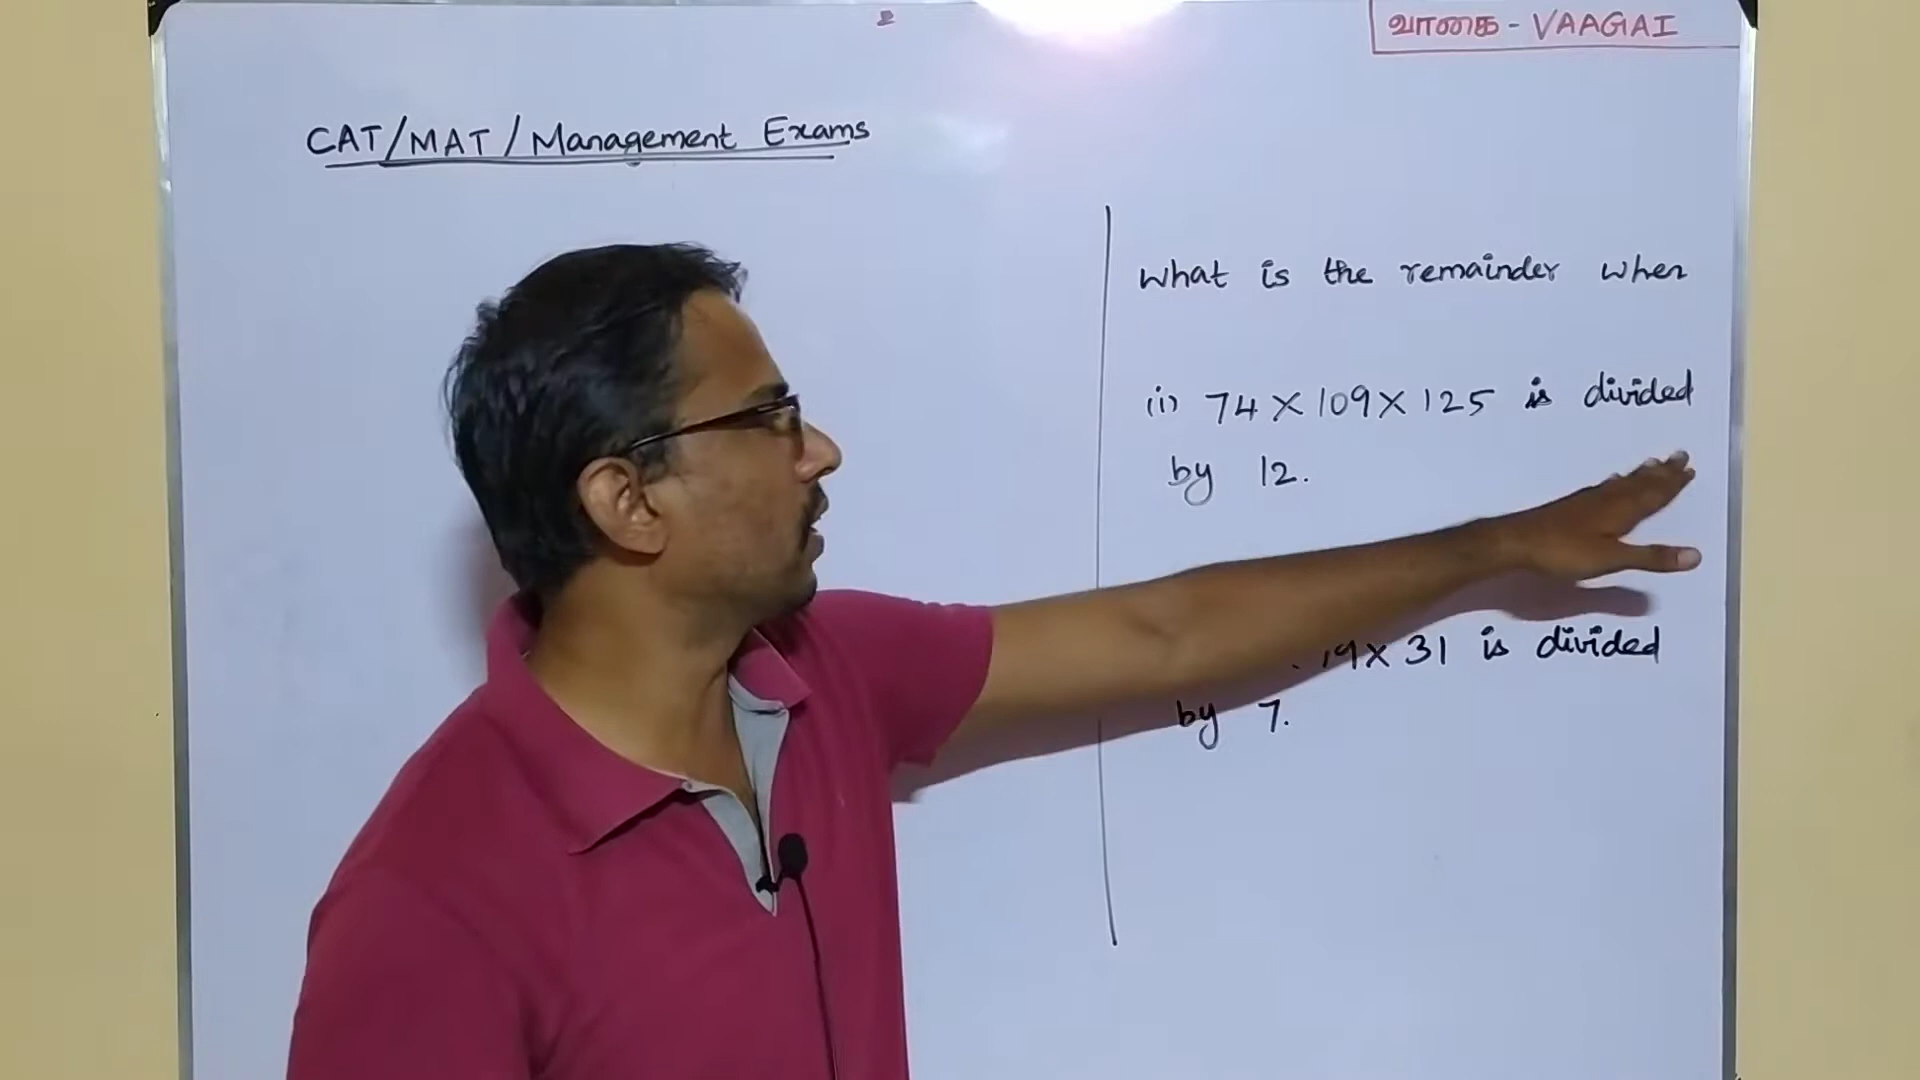 வாகை - VAAGAI
CAT/MAT/Management Exams
What is the remainder when
(i) 74 × 109 × 125 is divided
by 12.
19 × 31 is divided
by 7.